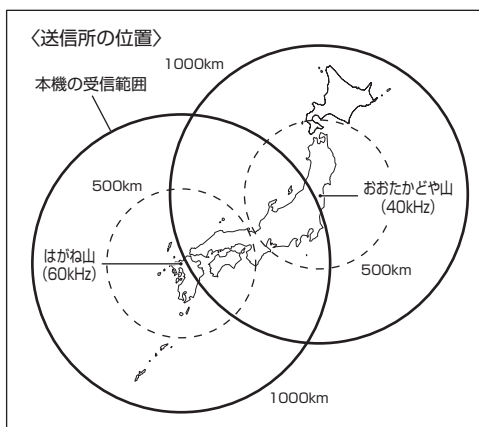 〈送信所の位置〉
1000km
本機の受信範囲
500km
おおたかどや山
(40kHz)
はがね山
(60kHz)
500km
1000km